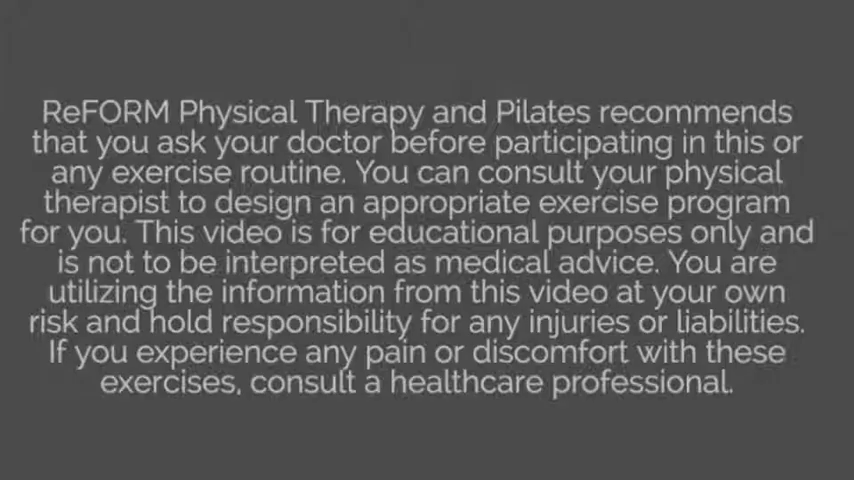 ReFORM Physical Therapy and Pilates recommends
that you ask your doctor before participating in this or
any exercise routine. You can consult your physical
therapist to design an appropriate exercise program
for you. This video is for educational purposes only and
is not to be interpreted as medical advice. You are
utilizing the information from this video at your own
risk and hold responsibility for any injuries or liabilities.
If you experience any pain or discomfort with these
exercises, consult a healthcare professional.